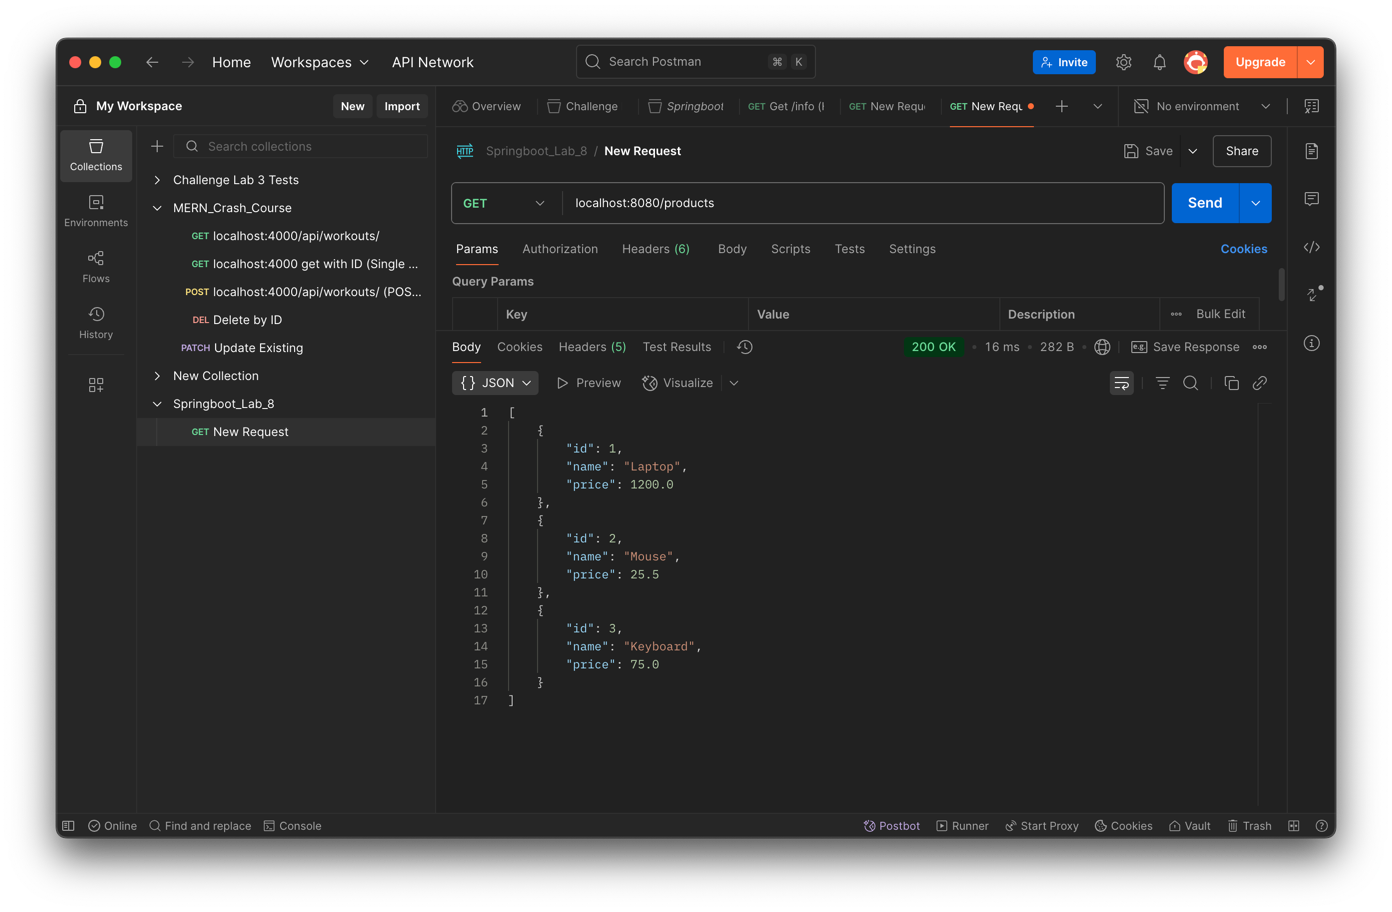 Home Workspaces API Network Search Postman ⌘ K Invite Upgrade
My Workspace New Import Overview Challenge Springboot GET Get /info (I GET New Requ GET New Requ No environment
Collections
Environments
Flows
History
Search collections
Challenge Lab 3 Tests
MERN_Crash_Course
GET localhost:4000/api/workouts/
GET localhost:4000 get with ID (Single ...
POST localhost:4000/api/workouts/ (POS...
DEL Delete by ID
PATCH Update Existing
New Collection
Springboot_Lab_8
GET New Request
HTTP Springboot_Lab_8 / New Request Save Share
GET localhost:8080/products Send
Params Authorization Headers (6) Body Scripts Tests Settings Cookies
Query Params
Key Value Description Bulk Edit
Body Cookies Headers (5) Test Results 200 OK • 16 ms • 282 B • e.g. Save Response
{} JSON Preview Visualize
1 [
2 {
3 "id": 1,
4 "name": "Laptop",
5 "price": 1200.0
6 },
7 {
8 "id": 2,
9 "name": "Mouse",
10 "price": 25.5
11 },
12 {
13 "id": 3,
14 "name": "Keyboard",
15 "price": 75.0
16 }
17 ]
Online Find and replace Console Postbot Runner Start Proxy Cookies Vault Trash